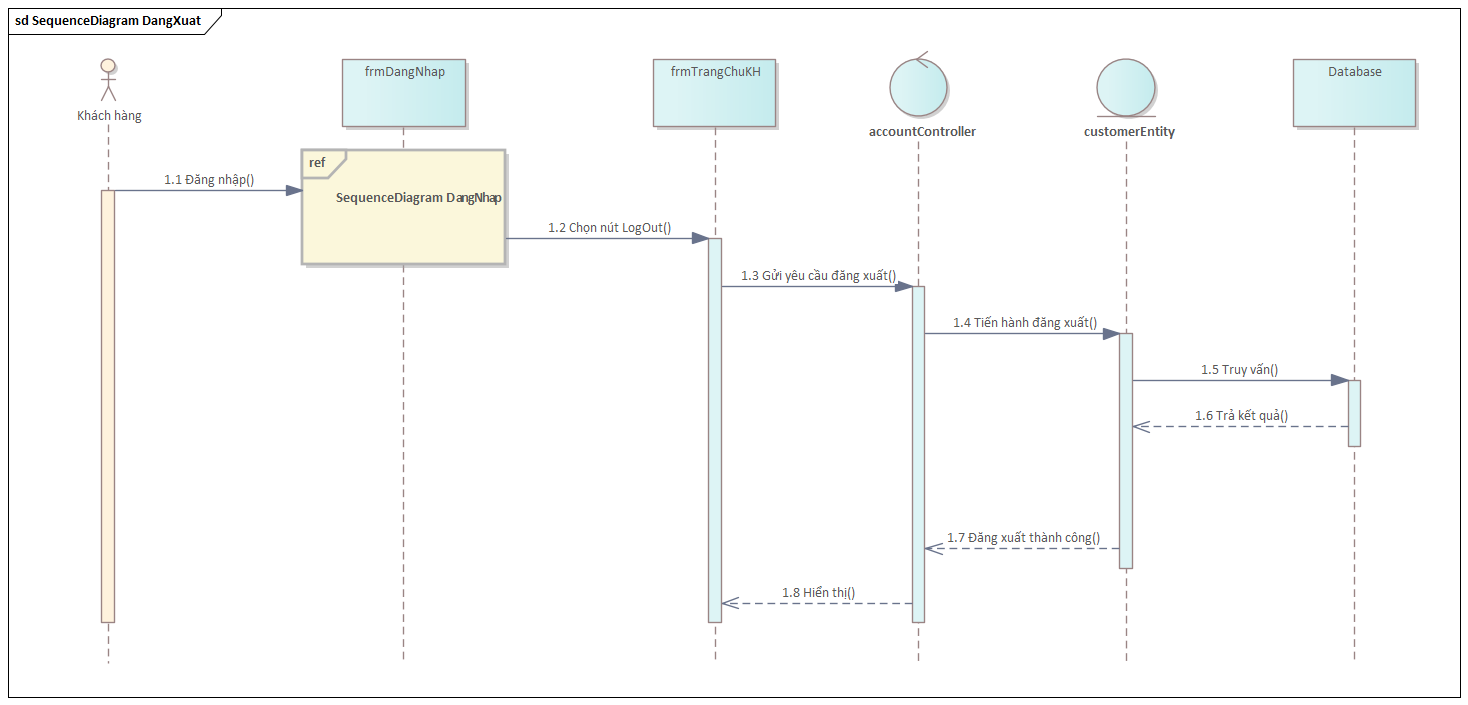 sd SequenceDiagram DangXuat
Khách hàng
frmDangNhap
frmTrangChuKH
accountController
customerEntity
Database
ref
SequenceDiagram DangNhap
1.1 Đăng nhập()
1.2 Chọn nút LogOut()
1.3 Gửi yêu cầu đăng xuất()
1.4 Tiến hành đăng xuất()
1.5 Truy vấn()
1.6 Trả kết quả()
1.7 Đăng xuất thành công()
1.8 Hiển thị()